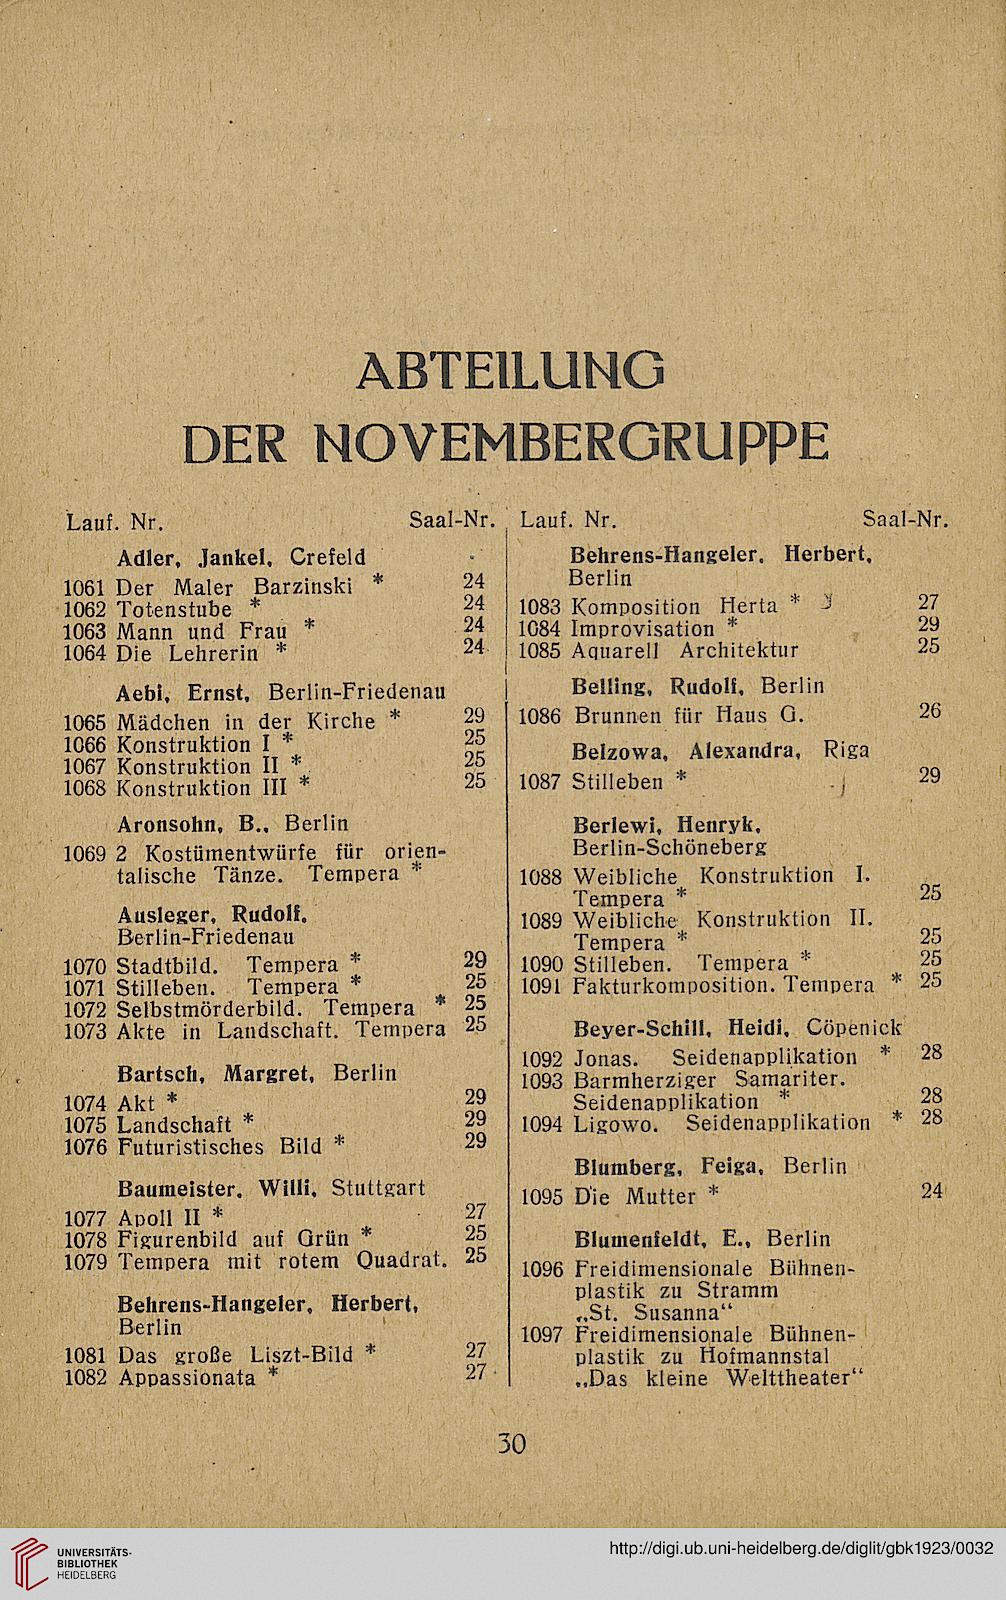 ABTEILUNG
DER NOVEMBERGRUPPE
Lauf. Nr. Saal-Nr.
Adler, Jankel, Crefeld
1061 Der Maler Barzinski * 24
1062 Totenstube * 24
1063 Mann und Frau * 24
1064 Die Lehrerin * 24
Aebi, Ernst, Berlin-Friedenau
1065 Mädchen in der Kirche * 29
1066 Konstruktion I * 25
1067 Konstruktion II * 25
1068 Konstruktion III * 25
Aronsohn, B., Berlin
1069 2 Kostümentwürfe für orien-
talische Tänze. Tempera *
Ausleger, Rudolf,
Berlin-Friedenau
1070 Stadtbild. Tempera * 29
1071 Stilleben. Tempera * 25
1072 Selbstmörderbild. Tempera * 25
1073 Akte in Landschaft. Tempera 25
Bartsch, Margret, Berlin
1074 Akt * 29
1075 Landschaft * 29
1076 Futuristisches Bild * 29
Baumeister, Willi, Stuttgart
1077 Apoll II * 27
1078 Figurenbild auf Grün * 25
1079 Tempera mit rotem Quadrat. 25
Behrens-Hangeler, Herbert,
Berlin
1081 Das große Liszt-Bild * 27
1082 Appassionata * 27
Lauf. Nr. Saal-Nr.
Behrens-Hangeler, Herbert,
Berlin
1083 Komposition Herta * 27
1084 Improvisation * 29
1085 Aquarell Architektur 25
Belling, Rudolf, Berlin
1086 Brunnen für Haus G. 26
Belzowa, Alexandra, Riga
1087 Stilleben * 29
Berlewi, Henryk,
Berlin-Schöneberg
1088 Weibliche Konstruktion I.
Tempera * 25
1089 Weibliche Konstruktion II.
Tempera * 25
1090 Stilleben. Tempera * 25
1091 Fakturkomposition. Tempera * 25
Beyer-Schill, Heidi, Cöpenick
1092 Jonas. Seidenapplikation * 28
1093 Barmherziger Samariter.
Seidenapplikation * 28
1094 Ligowo. Seidenapplikation * 28
Blumberg, Feiga, Berlin
1095 Die Mutter * 24
Blumenfeldt, E., Berlin
1096 Freidimensionale Bühnen-
plastik zu Stramm
„St. Susanna“
1097 Freidimensionale Bühnen-
plastik zu Hofmannstal
„Das kleine Welttheater“
30
UNIVERSITÄTS-
BIBLIOTHEK
HEIDELBERG
http://digi.ub.uni-heidelberg.de/diglit/gbk1923/0032